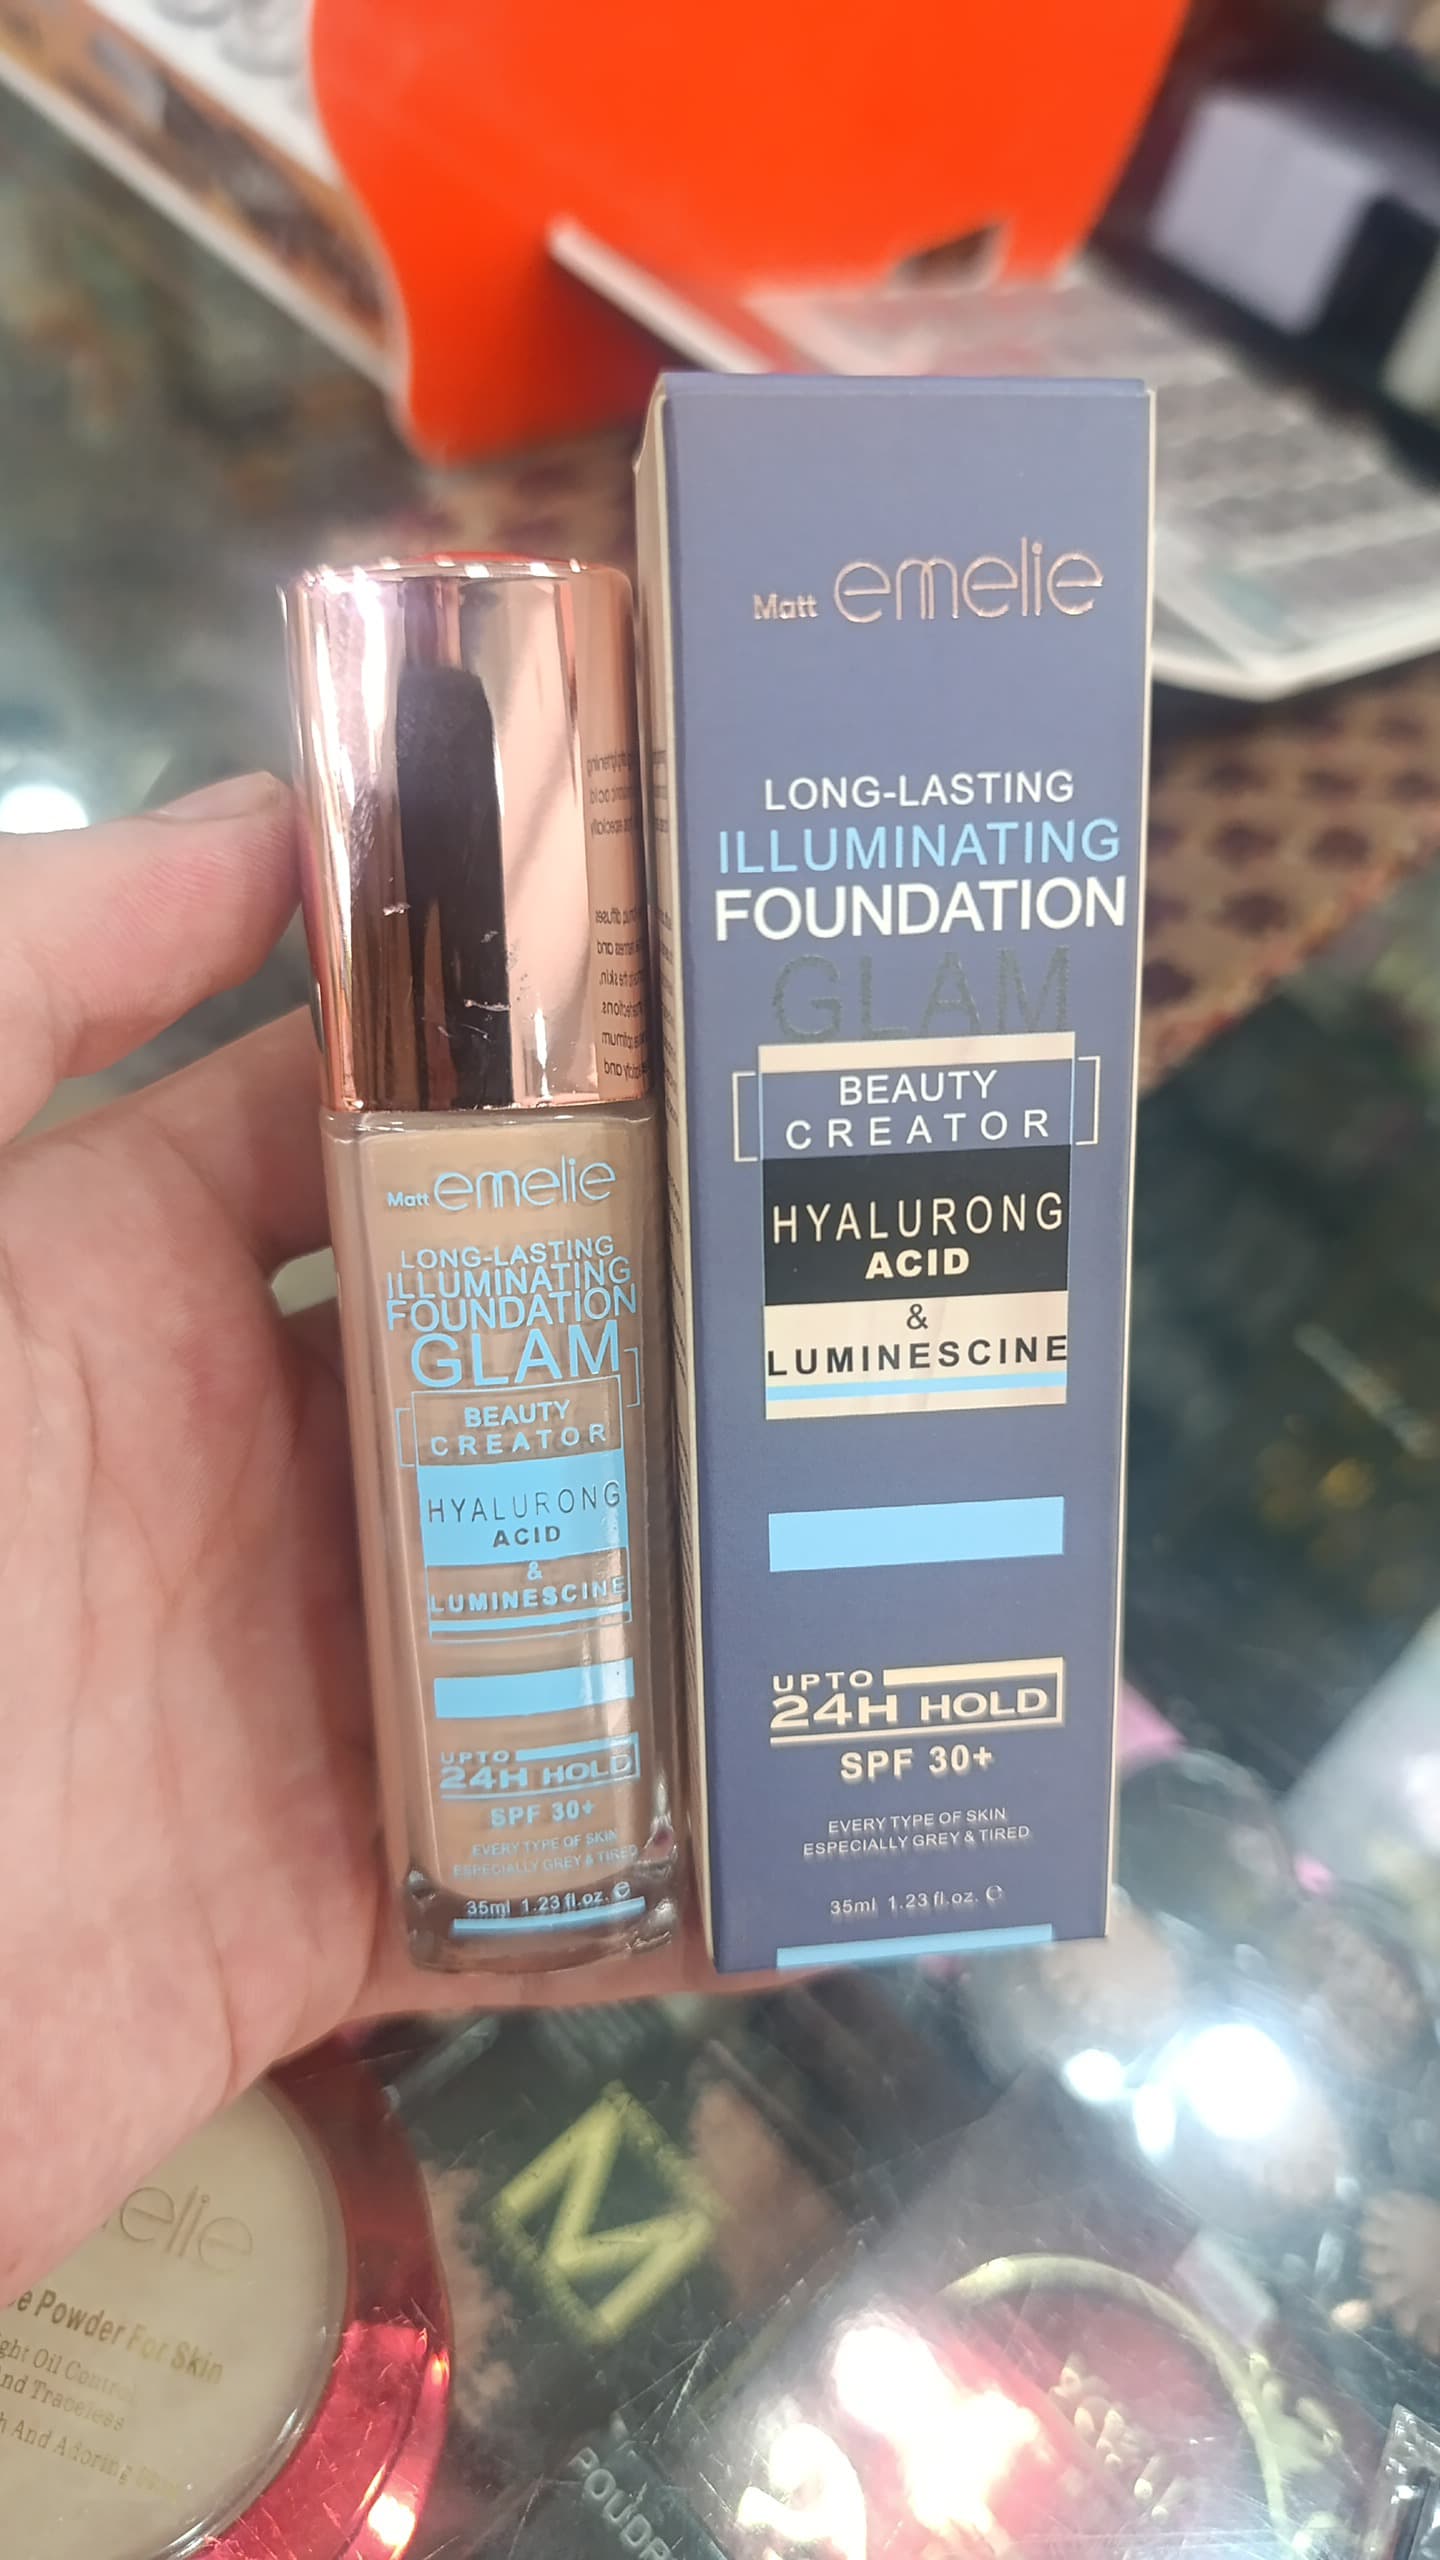 Matt emelie
LONG-LASTING
ILLUMINATING
FOUNDATION
GLAM
BEAUTY
CREATOR
HYALURONG
ACID
&
LUMINESCINE
UPTO
24H HOLD
SPF 30+
EVERY TYPE OF SKIN
ESPECIALLY GREY & TIRED
35ml 1.23 fl.oz. ℮
Matt emelie
LONG-LASTING
ILLUMINATING
FOUNDATION
GLAM
BEAUTY
CREATOR
HYALURONG
ACID
&
LUMINESCINE
UPTO
24H HOLD
SPF 30+
EVERY TYPE OF SKIN
ESPECIALLY GREY & TIRED
35ml 1.23 fl.oz. ℮
Powder For Skin
Oil Control
And Traceless
And Adoring